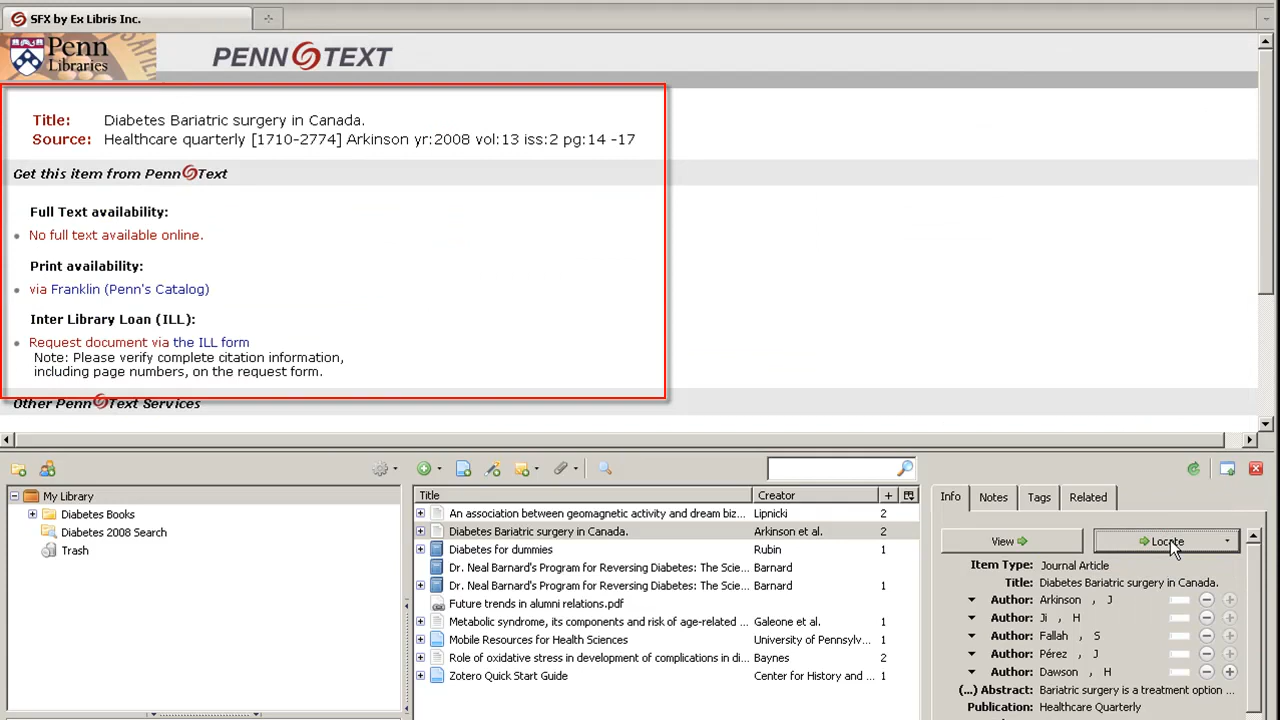 SFX by Ex Libris Inc.
Penn
Libraries
PENN TEXT
Title: Diabetes Bariatric surgery in Canada.
Source: Healthcare quarterly [1710-2774] Arkinson yr:2008 vol:13 iss:2 pg:14 -17
Get this item from Penn Text
Full Text availability:
No full text available online.
Print availability:
via Franklin (Penn's Catalog)
Inter Library Loan (ILL):
Request document via the ILL form
Note: Please verify complete citation information,
including page numbers, on the request form.
Other Penn Text Services
My Library
Diabetes Books
Diabetes 2008 Search
Trash
Title Creator +
An association between geomagnetic activity and dream biz... Lipnicki 2
Diabetes Bariatric surgery in Canada. Arkinson et al. 2
Diabetes for dummies Rubin 1
Dr. Neal Barnard's Program for Reversing Diabetes: The Scie... Barnard
Dr. Neal Barnard's Program for Reversing Diabetes: The Scie... Barnard 1
Future trends in alumni relations.pdf
Metabolic syndrome, its components and risk of age-related ... Galeone et al. 1
Mobile Resources for Health Sciences University of Pennsylv... 1
Role of oxidative stress in development of complications in di... Baynes 2
Zotero Quick Start Guide Center for History and ... 1
Info Notes Tags Related
View Locate
Item Type: Journal Article
Title: Diabetes Bariatric surgery in Canada.
Author: Arkinson , J
Author: Ji , H
Author: Fallah , S
Author: Pérez , J
Author: Dawson , H
(...) Abstract: Bariatric surgery is a treatment option ...
Publication: Healthcare Quarterly